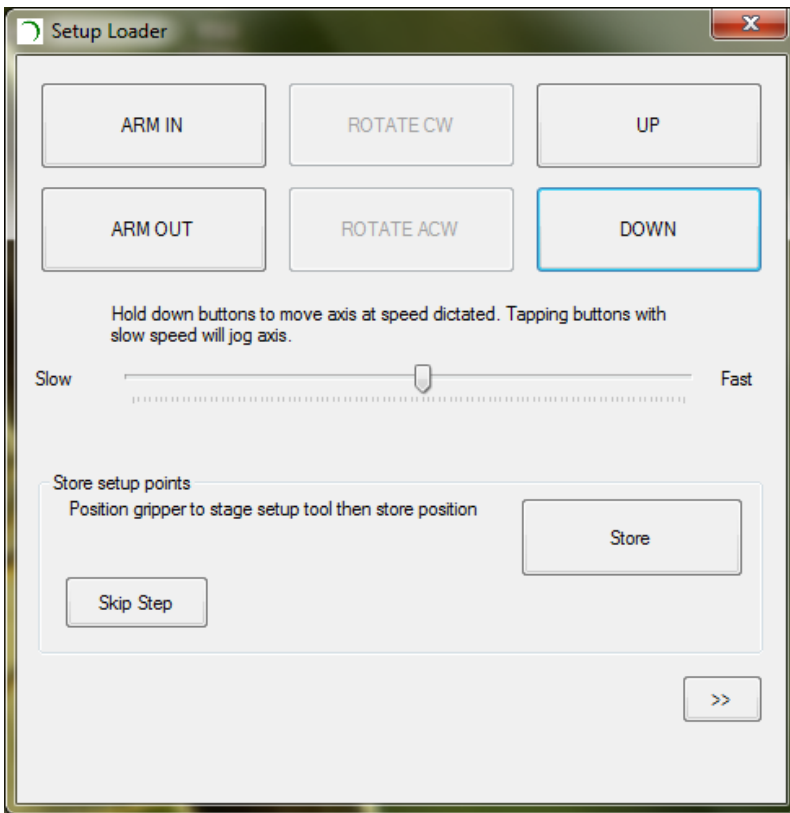 Setup Loader
ARM IN
ROTATE CW
UP
ARM OUT
ROTATE ACW
DOWN
Hold down buttons to move axis at speed dictated. Tapping buttons with
slow speed will jog axis.
Slow
Fast
Store setup points
Position gripper to stage setup tool then store position
Store
Skip Step
>>